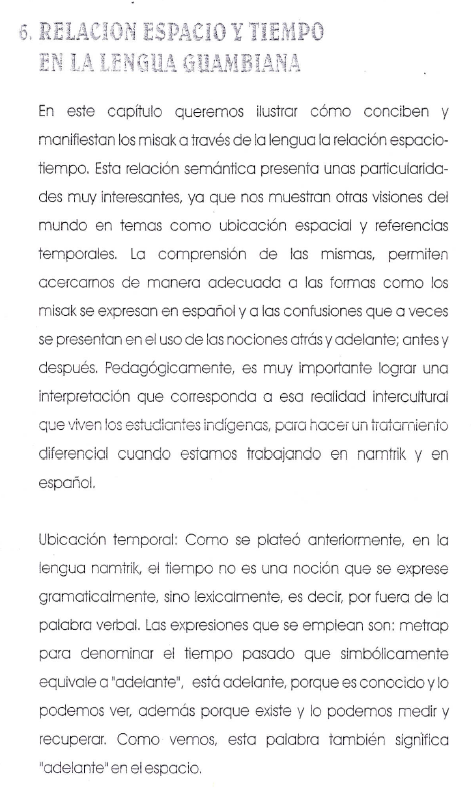 6. RELACION ESPACIO Y TIEMPO
EN LA LENGUA GUAMBIANA
En este capítulo queremos ilustrar cómo conciben y
manifiestan los misak a través de la lengua la relación espacio-
tiempo. Esta relación semántica presenta unas particularida-
des muy interesantes, ya que nos muestran otras visiones del
mundo en temas como ubicación espacial y referencias
temporales. La comprensión de las mismas, permiten
acercarnos de manera adecuada a las formas como los
misak se expresan en español y a las confusiones que a veces
se presentan en el uso de las nociones atrás y adelante; antes y
después. Pedagógicamente, es muy importante lograr una
interpretación que corresponda a esa realidad intercultural
que viven los estudiantes indígenas, para hacer un tratamiento
diferencial cuando estamos trabajando en namtrik y en
español.
Ubicación temporal: Como se plateó anteriormente, en la
lengua namtrik, el tiempo no es una noción que se exprese
gramaticalmente, sino lexicalmente, es decir, por fuera de la
palabra verbal. Las expresiones que se emplean son: metrap
para denominar el tiempo pasado que simbólicamente
equivale a "adelante", está adelante, porque es conocido y lo
podemos ver, además porque existe y lo podemos medir y
recuperar. Como vemos, esta palabra también significa
"adelante" en el espacio.